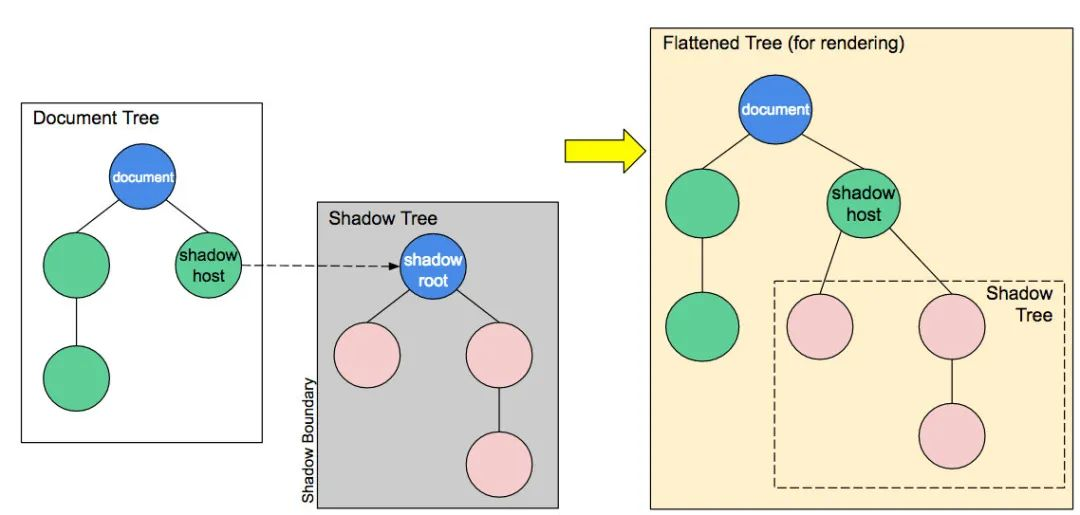 Document Tree
document
shadow
host
Shadow Tree
shadow
root
Shadow Boundary
Flattened Tree (for rendering)
document
shadow
host
Shadow
Tree